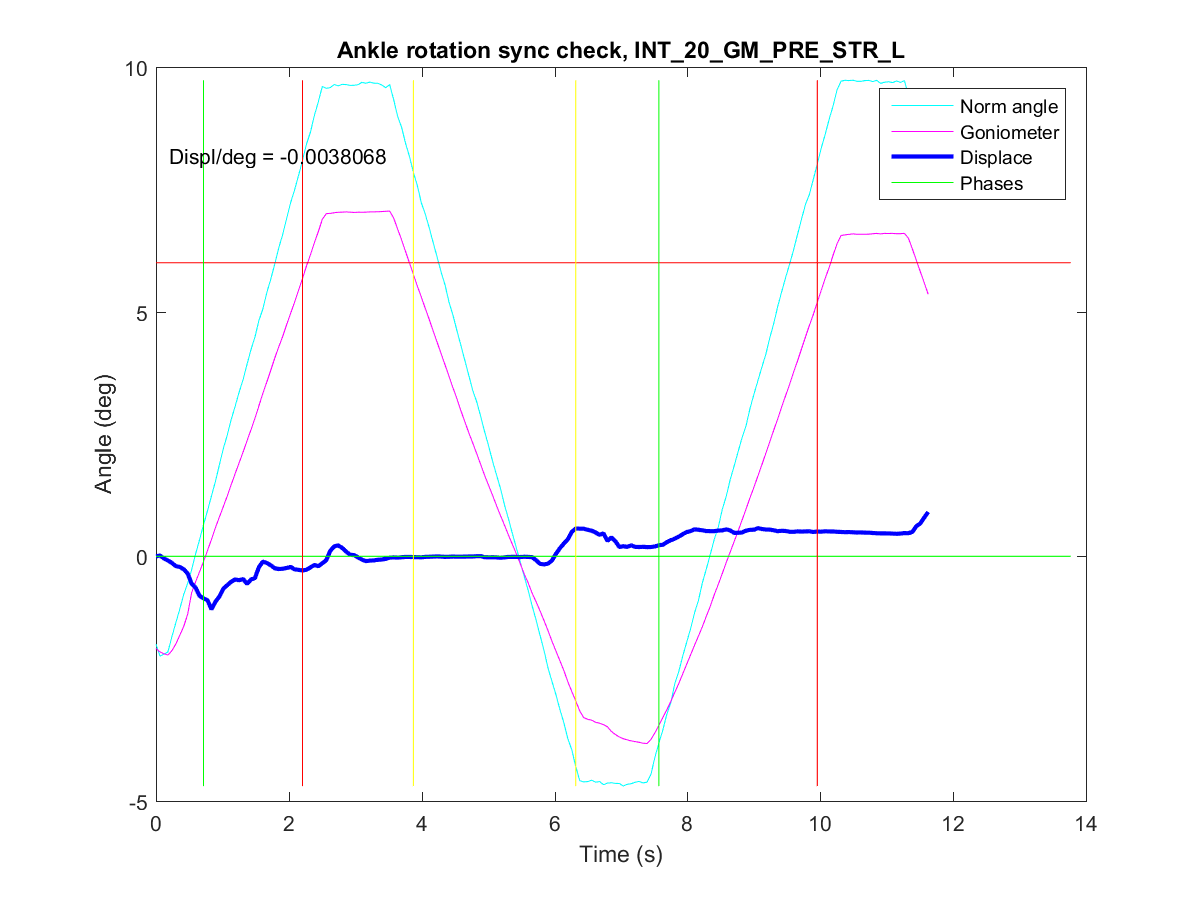 Ankle rotation sync check, INT_20_GM_PRE_STR_L
10
Norm angle
Goniometer
Displace
Phases
Displ/deg = -0.0038068
5
Angle (deg)
0
-5
0 2 4 6 8 10 12 14
Time (s)